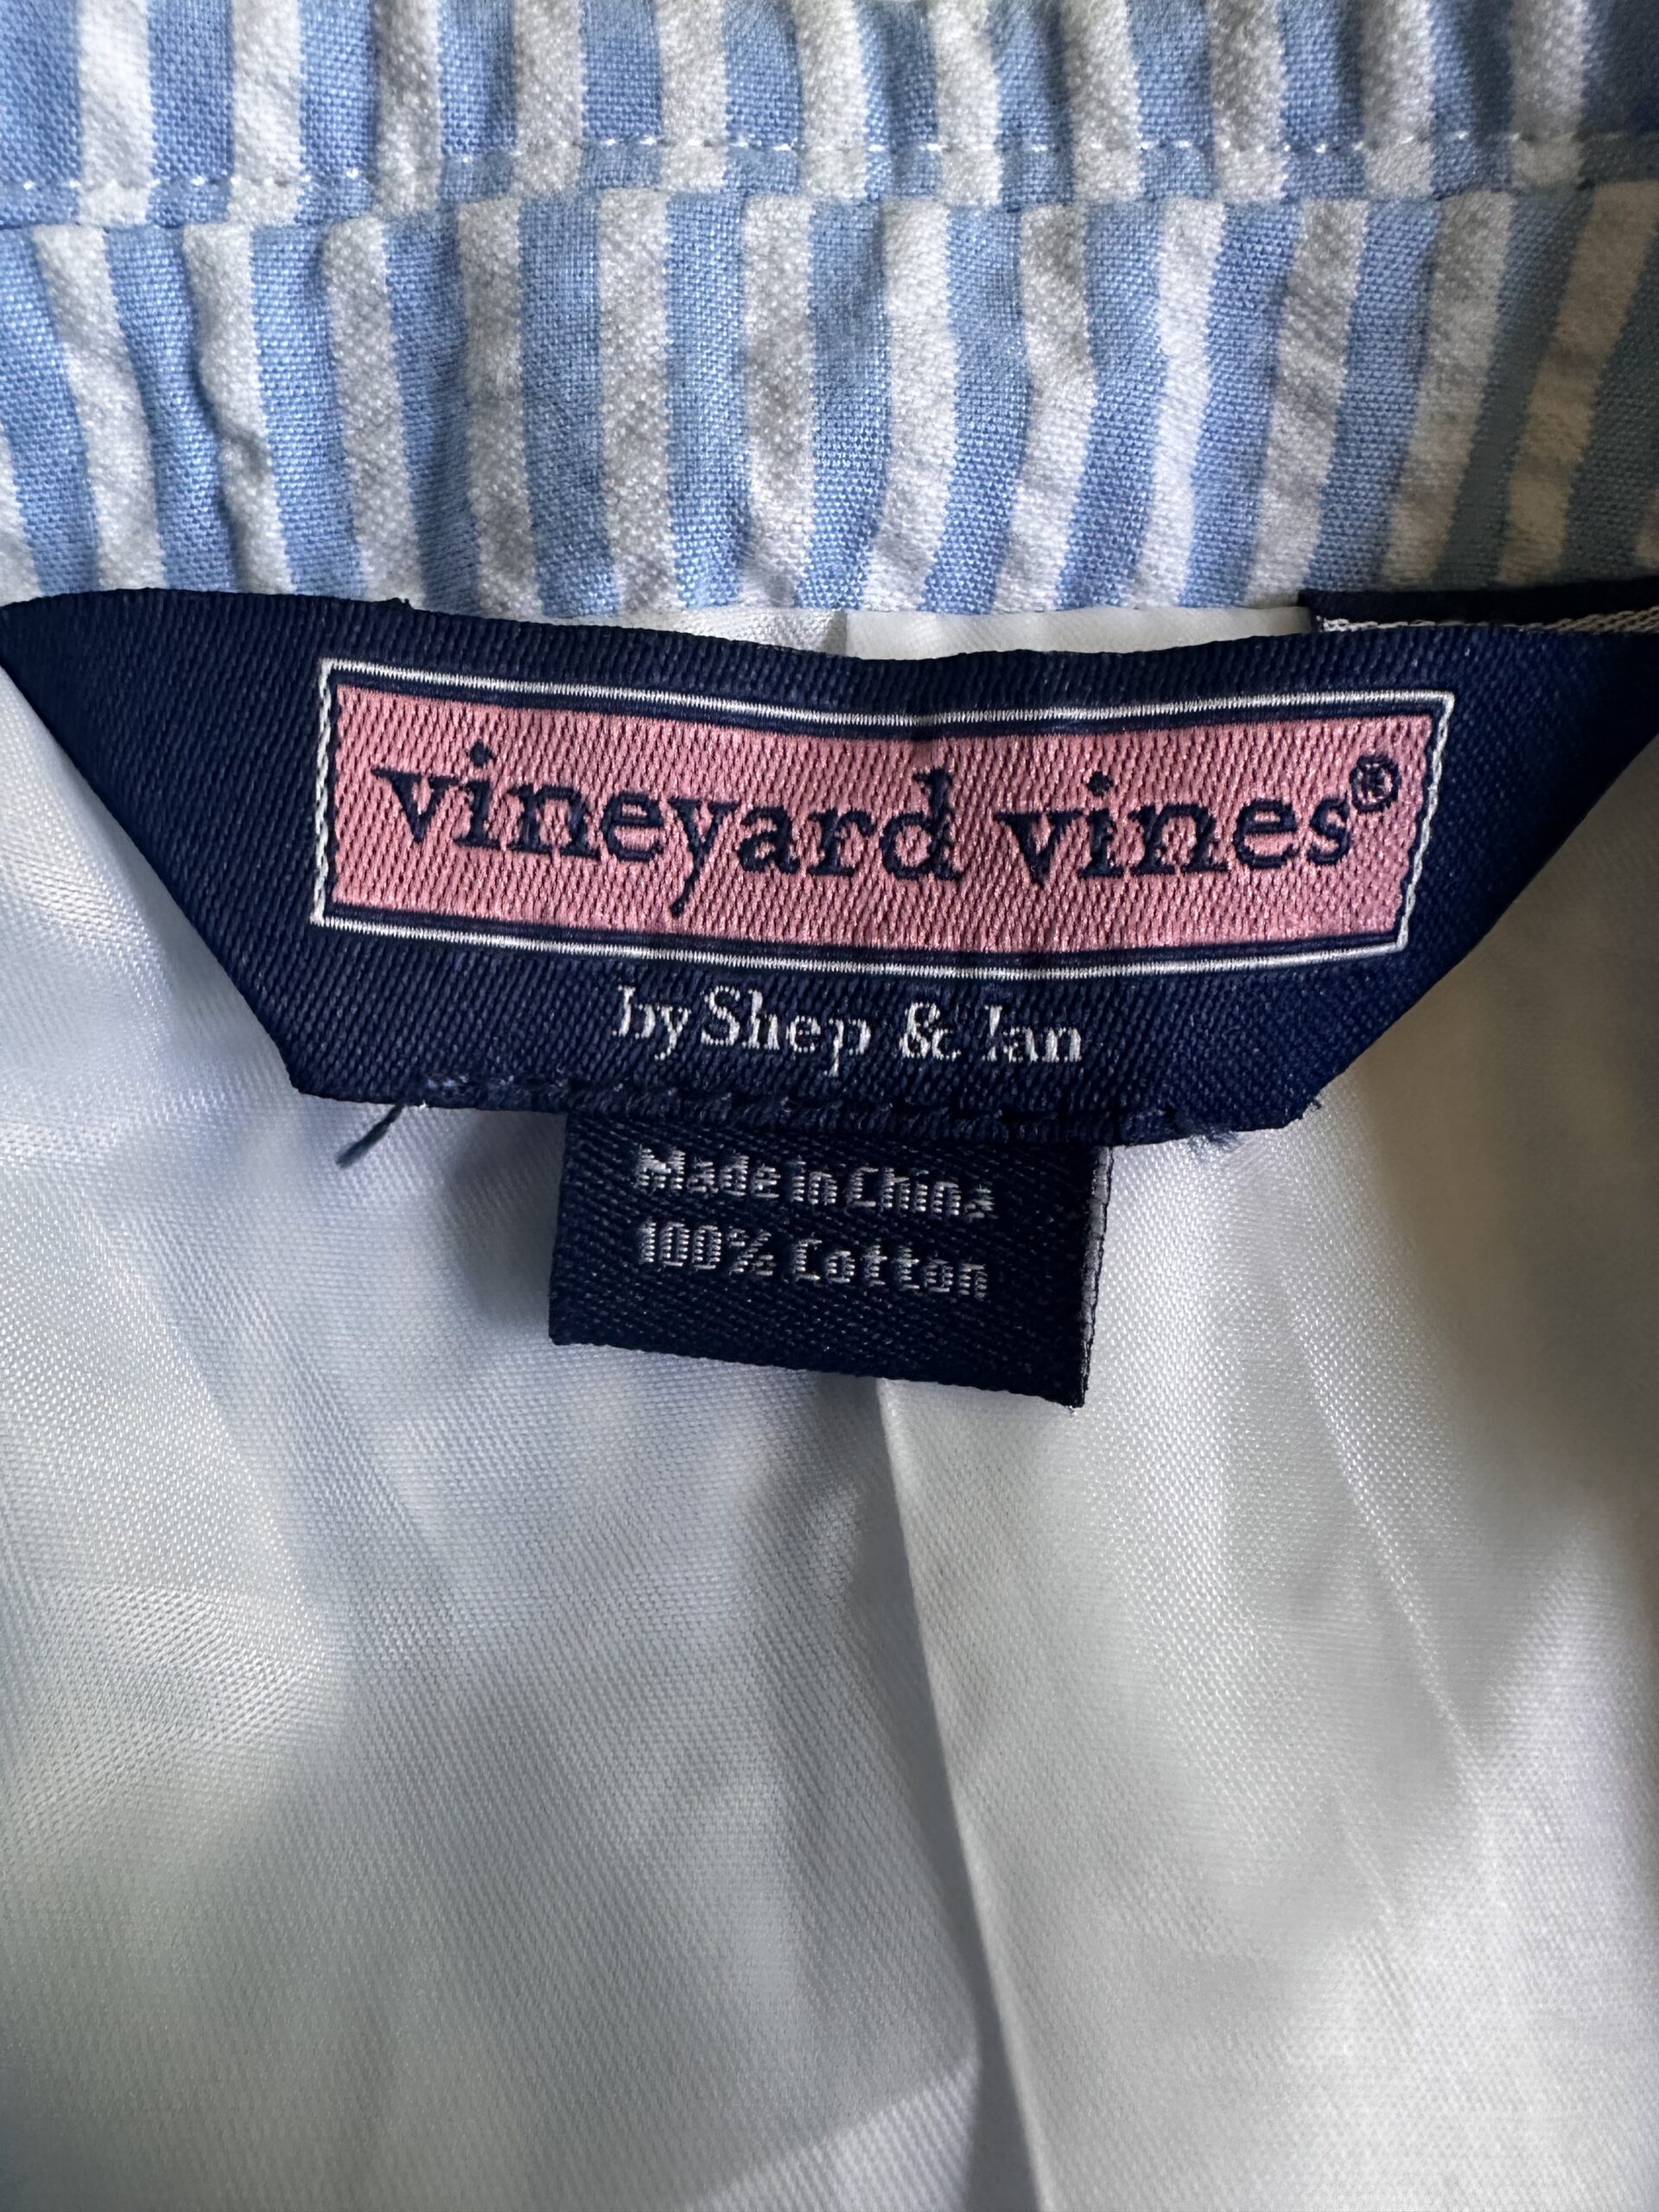 vineyard vines®
by Shep & Ian
Made in China
100% Cotton